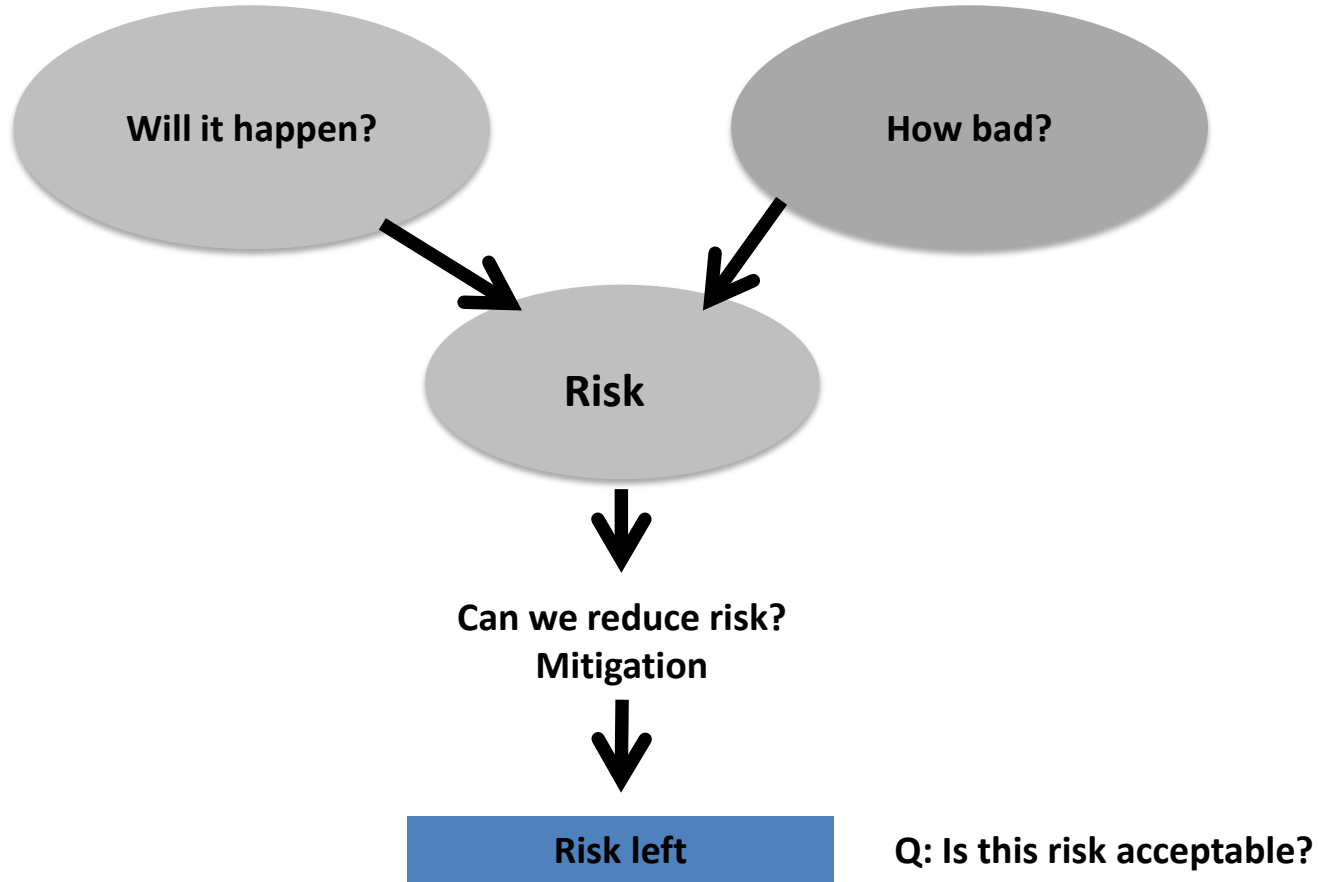 Will it happen?
How bad?
Risk
Can we reduce risk?
Mitigation
Risk left
Q: Is this risk acceptable?